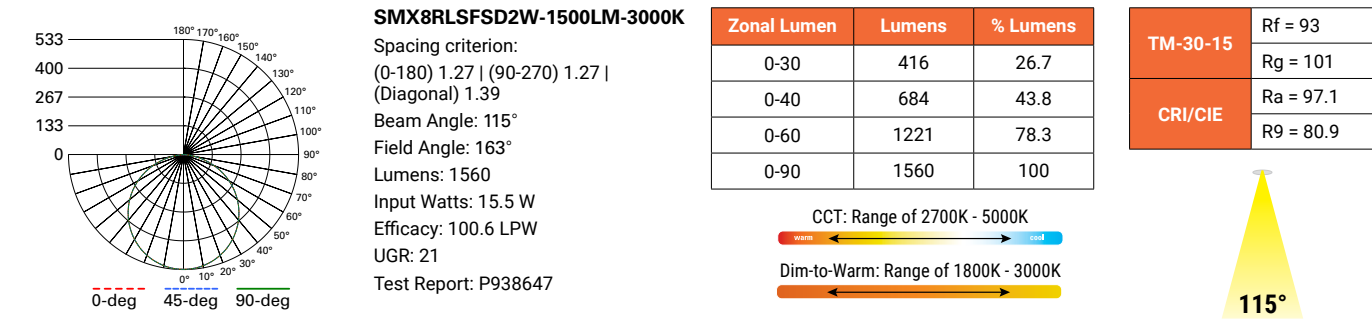 533
400
267
133
0
180°
170°
160°
150°
140°
130°
120°
110°
100°
90°
80°
70°
60°
50°
40°
30°
20°
10°
0°
0-deg 45-deg 90-deg
SMX8RLSFSD2W-1500LM-3000K
Spacing criterion:
(0-180) 1.27 | (90-270) 1.27 |
(Diagonal) 1.39
Beam Angle: 115°
Field Angle: 163°
Lumens: 1560
Input Watts: 15.5 W
Efficacy: 100.6 LPW
UGR: 21
Test Report: P938647
Zonal Lumen Lumens % Lumens
0-30 416 26.7
0-40 684 43.8
0-60 1221 78.3
0-90 1560 100
CCT: Range of 2700K - 5000K
warm cool
Dim-to-Warm: Range of 1800K - 3000K
TM-30-15
Rf = 93
Rg = 101
CRI/CIE
Ra = 97.1
R9 = 80.9
115°